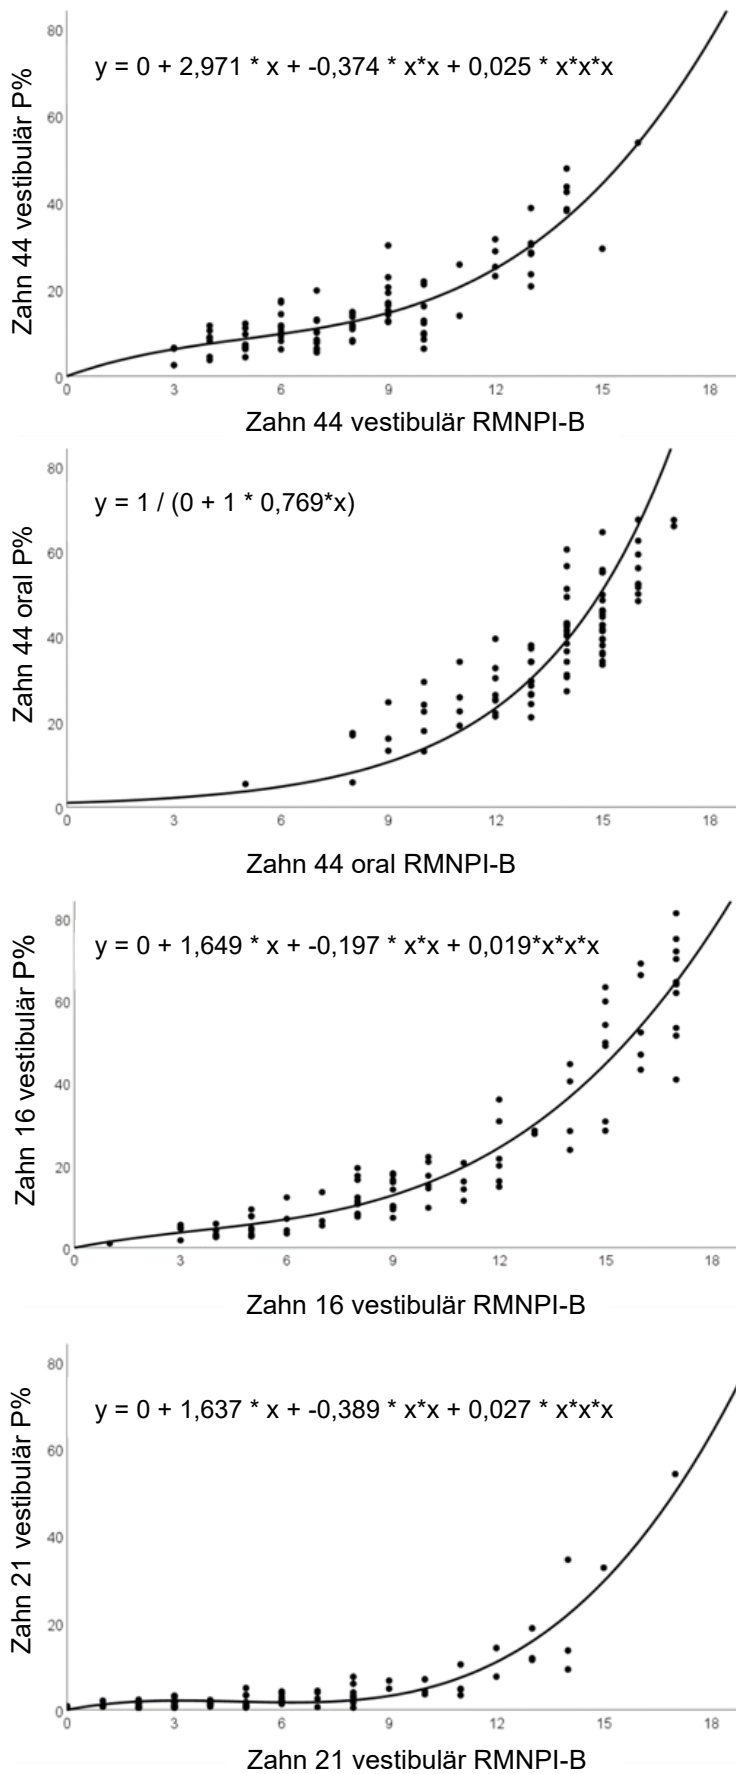 80
60
40
20
0
Zahn 44 vestibulär P%
y = 0 + 2,971 * x + -0,374 * x*x + 0,025 * x*x*x
0 3 6 9 12 15 18
Zahn 44 vestibulär RMNPI-B
80
60
40
20
0
Zahn 44 oral P%
y = 1 / (0 + 1 * 0,769*x)
0 3 6 9 12 15 18
Zahn 44 oral RMNPI-B
80
60
40
20
0
Zahn 16 vestibulär P%
y = 0 + 1,649 * x + -0,197 * x*x + 0,019*x*x*x
0 3 6 9 12 15 18
Zahn 16 vestibulär RMNPI-B
80
60
40
20
0
Zahn 21 vestibulär P%
y = 0 + 1,637 * x + -0,389 * x*x + 0,027 * x*x*x
0 3 6 9 12 15 18
Zahn 21 vestibulär RMNPI-B